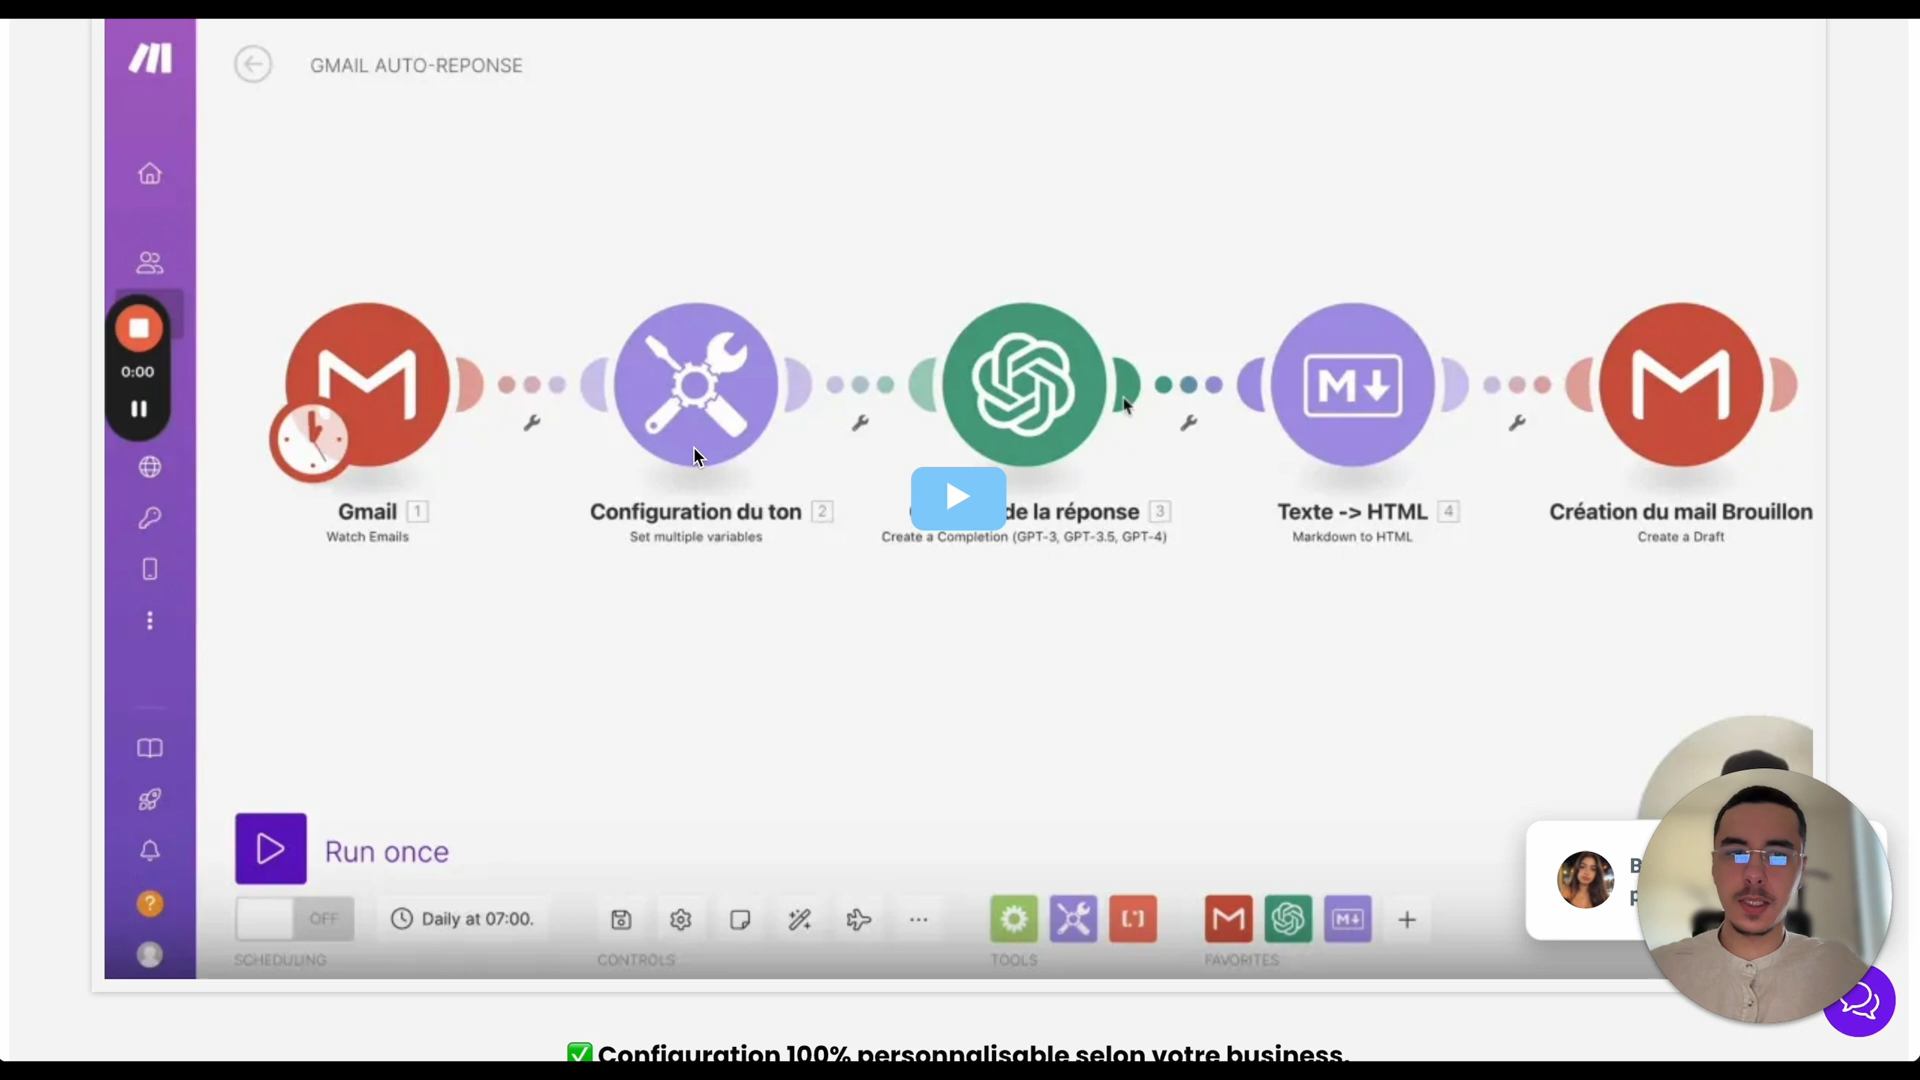 GMAIL AUTO-REPONSE
0:00
Gmail 1
Watch Emails
Configuration du ton 2
Set multiple variables
de la réponse 3
Create a Completion (GPT-3, GPT-3.5, GPT-4)
M
Texte -> HTML 4
Markdown to HTML
Création du mail Brouillon
Create a Draft
Run once
OFF
Daily at 07:00.
SCHEDULING
CONTROLS
TOOLS
FAVORITES
✅ Configuration 100% personnalisable selon votre business.